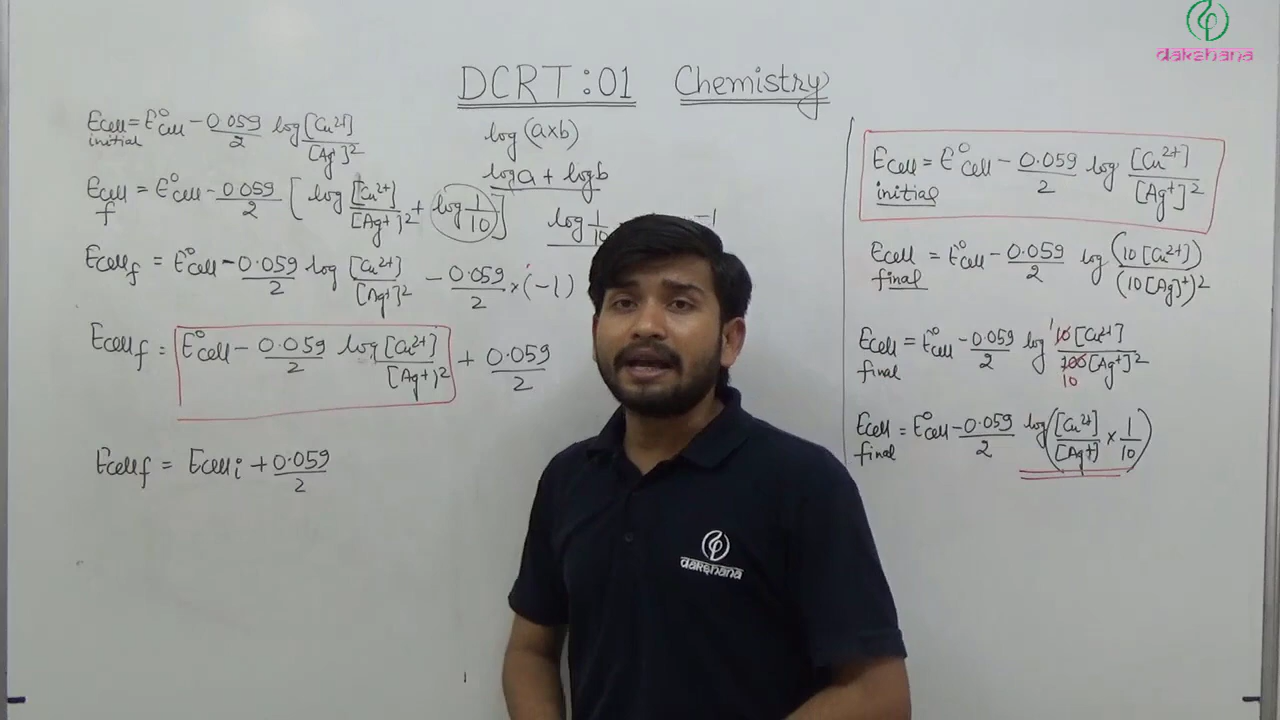 dakshana
DCRT:01 Chemistry
Ecell initial = E°cell - 0.059/2 log [Cu2+]/[Ag+]^2
Ecell f = E°cell - 0.059/2 [log [Cu2+]/[Ag+]^2 + log 1/10]
Ecell f = E°cell - 0.059/2 log [Cu2+]/[Ag+]^2 - 0.059/2 × (-1)
Ecell f = E°cell - 0.059/2 log [Cu2+]/[Ag+)^2 + 0.059/2
Ecell f = Ecell i + 0.059/2
log (a×b)
log a + log b
log 1/10 -1
Ecell initial = E°cell - 0.059/2 log [Cu2+]/[Ag+]^2
Ecell final = E°cell - 0.059/2 log (10[Cu2+])/(10[Ag]+)^2
Ecell final = E°cell - 0.059/2 log 10[Cu2+]/100[Ag+]^2
1
10
Ecell final = E°cell - 0.059/2 log ([Cu2+]/[Ag+] × 1/10)
dakshana